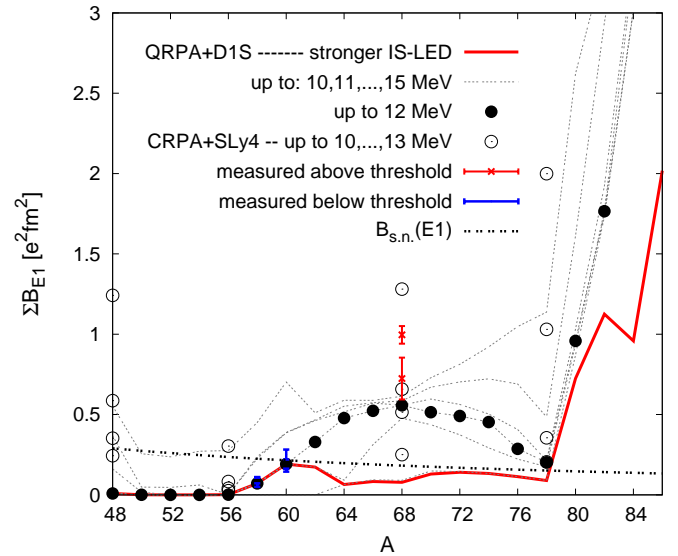 3
2.5
2
1.5
1
0.5
0
ΣB_E1 [e²fm²]
QRPA+D1S ------- stronger IS-LED
up to: 10,11,...,15 MeV
up to 12 MeV
CRPA+SLy4 -- up to 10,...,13 MeV
measured above threshold
measured below threshold
B_s.n.(E1)
48 52 56 60 64 68 72 76 80 84
A